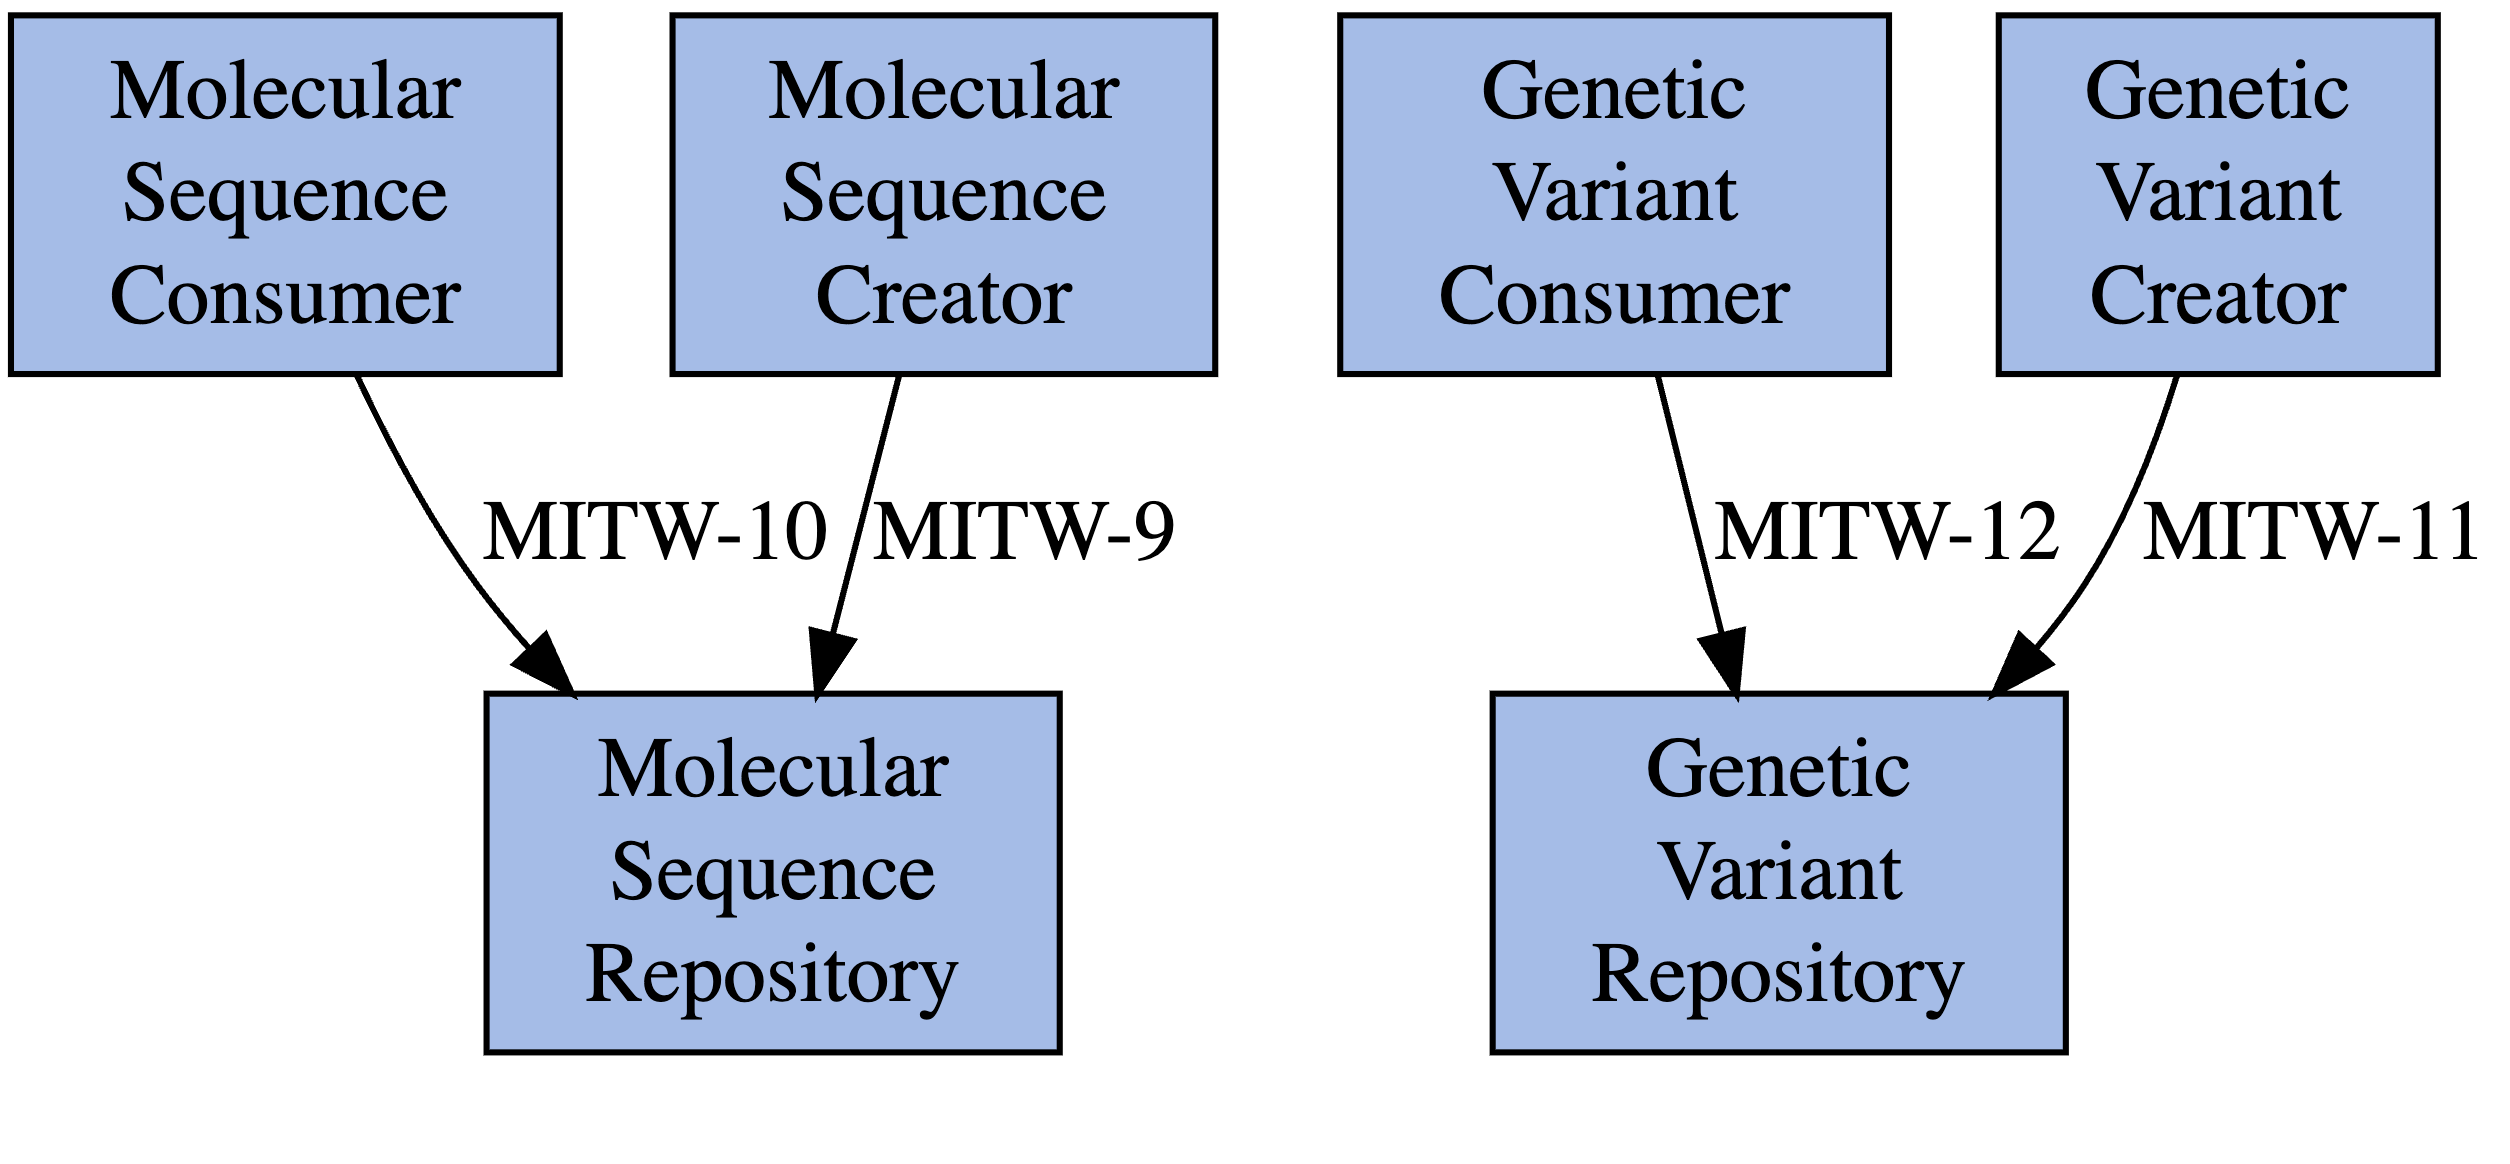 Molecular
Sequence
Consumer
Molecular
Sequence
Creator
Genetic
Variant
Consumer
Genetic
Variant
Creator
MITW-10
MITW-9
MITW-12
MITW-11
Molecular
Sequence
Repository
Genetic
Variant
Repository